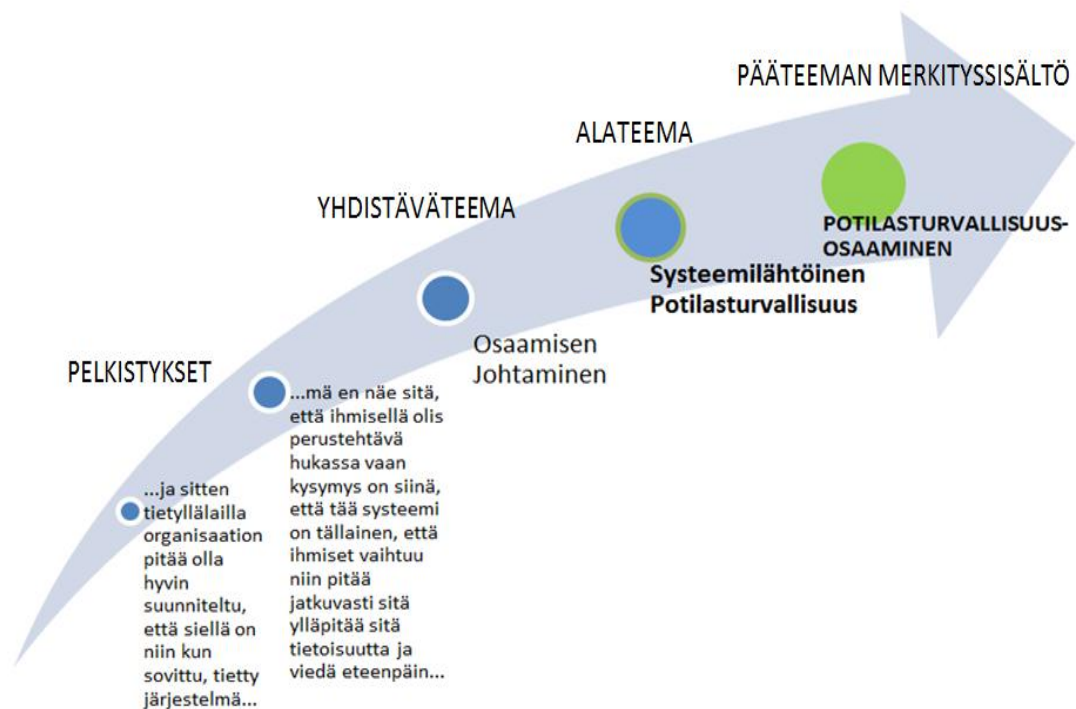 PÄÄTEEMAN MERKITYSSISÄLTÖ
ALATEEMA
YHDISTÄVÄTEEMA
POTILASTURVALLISUUS-
OSAAMINEN
Systeemilähtöinen
Potilasturvallisuus
Osaamisen
Johtaminen
PELKISTYKSET
...mä en näe sitä,
että ihmisellä olis
perustehtävä
hukassa vaan
kysymys on siinä,
että tää systeemi
on tällainen, että
ihmiset vaihtuu
niin pitää
jatkuvasti sitä
ylläpitää sitä
tietoisuutta ja
viedä eteenpäin...
...ja sitten
tietyllälailla
organisaation
pitää olla
hyvin
suunniteltu,
että siellä on
niin kun
sovittu, tietty
järjestelmä...